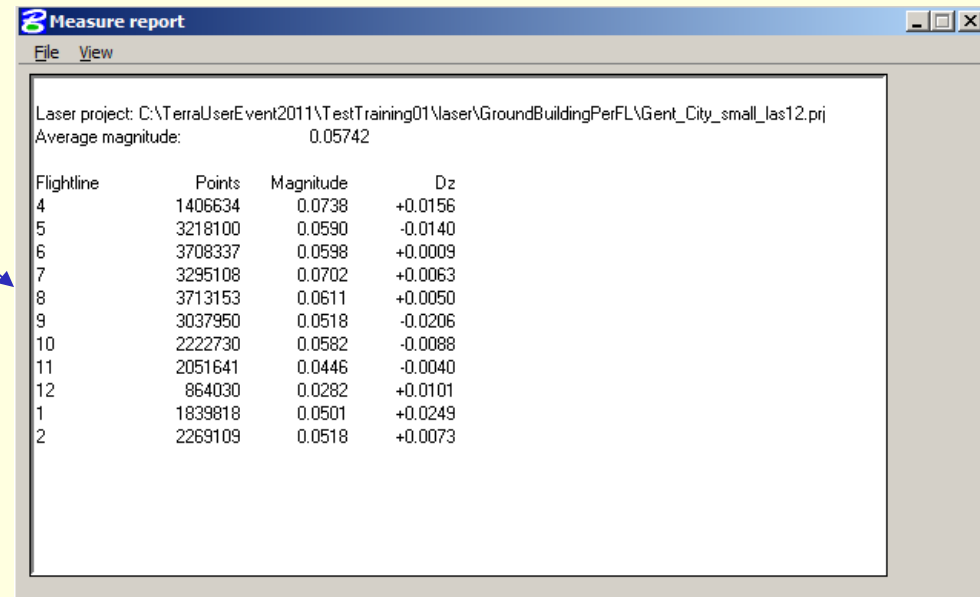 Measure report
File View
Laser project: C:\TerraUserEvent2011\TestTraining01\laser\GroundBuildingPerFL\Gent_City_small_las12.prj
Average magnitude: 0.05742
Flightline Points Magnitude Dz
4 1406634 0.0738 +0.0156
5 3218100 0.0590 -0.0140
6 3708337 0.0598 +0.0009
7 3295108 0.0702 +0.0063
8 3713153 0.0611 +0.0050
9 3037950 0.0518 -0.0206
10 2222730 0.0582 -0.0088
11 2051641 0.0446 -0.0040
12 864030 0.0282 +0.0101
1 1839818 0.0501 +0.0249
2 2269109 0.0518 +0.0073